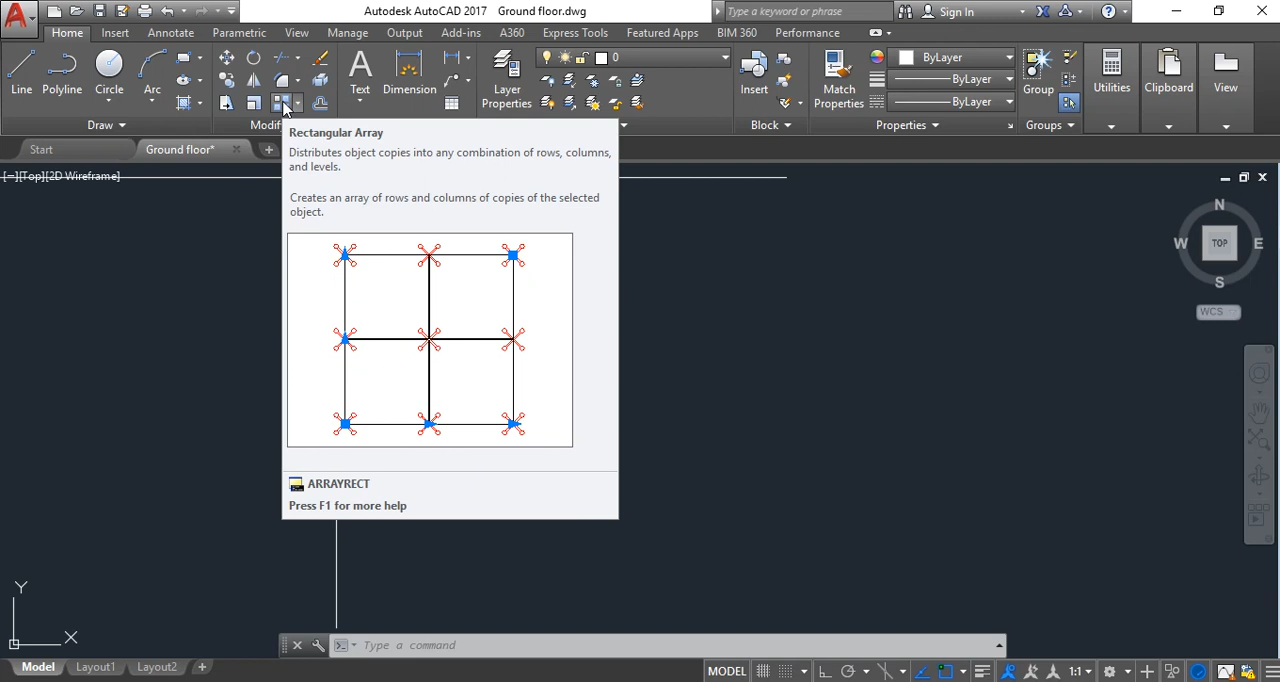 Autodesk AutoCAD 2017 Ground floor.dwg
Type a keyword or phrase
Sign In
Home Insert Annotate Parametric View Manage Output Add-ins A360 Express Tools Featured Apps BIM 360 Performance
Line Polyline Circle Arc
Text Dimension
Layer
Properties
0
Insert
Match
Properties
ByLayer
ByLayer
ByLayer
Group
Utilities Clipboard View
Draw Modif Block Properties Groups
Start Ground floor*
[−][Top][2D Wireframe]
Rectangular Array
Distributes object copies into any combination of rows, columns,
and levels.
Creates an array of rows and columns of copies of the selected
object.
ARRAYRECT
Press F1 for more help
N
W TOP E
S
WCS
Y
X
Type a command
Model Layout1 Layout2
MODEL 1:1